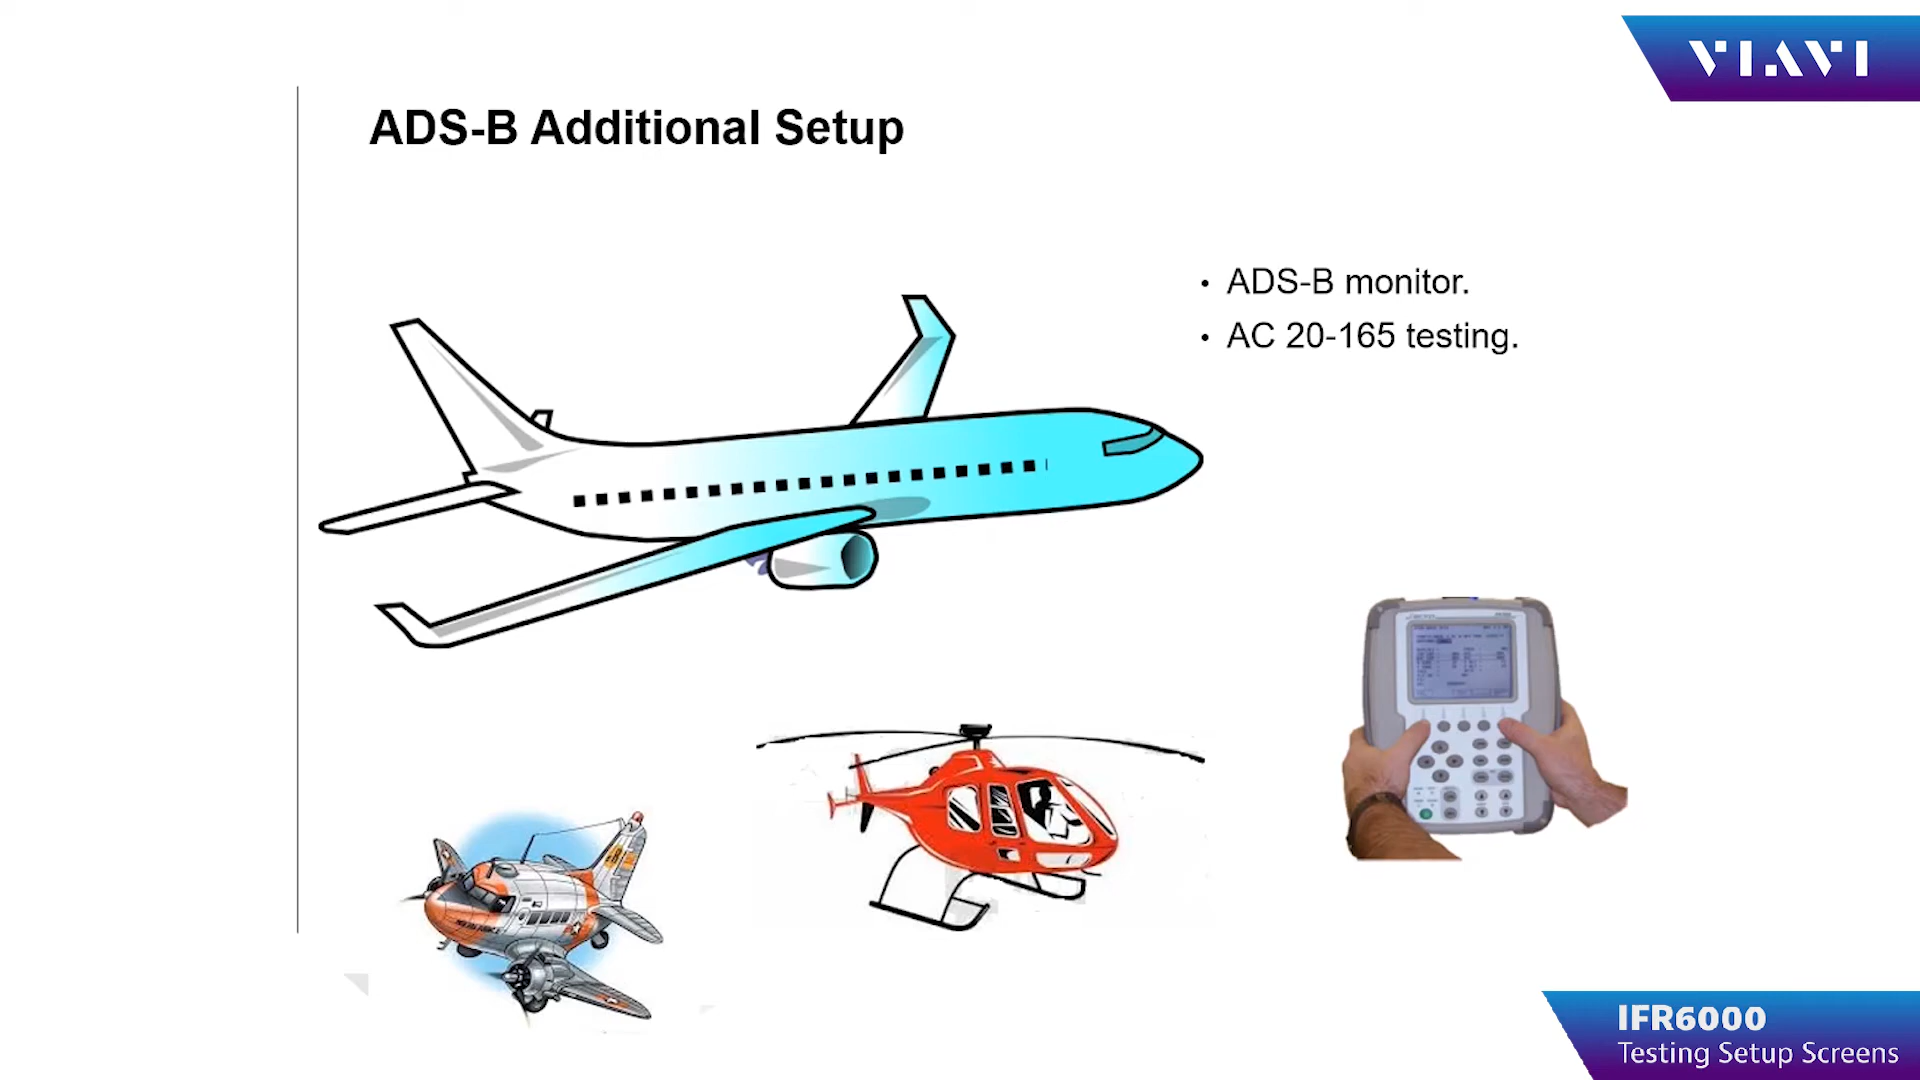 VIAVI
ADS-B Additional Setup
• ADS-B monitor.
• AC 20-165 testing.
IFR6000
Testing Setup Screens